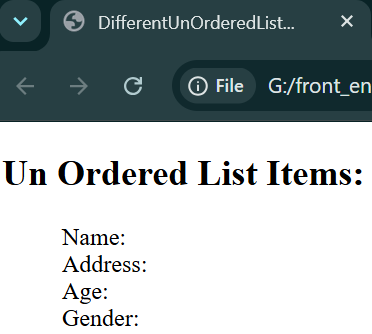 DifferentUnOrderedList...
File G:/front_en
Un Ordered List Items:
Name:
Address:
Age:
Gender: